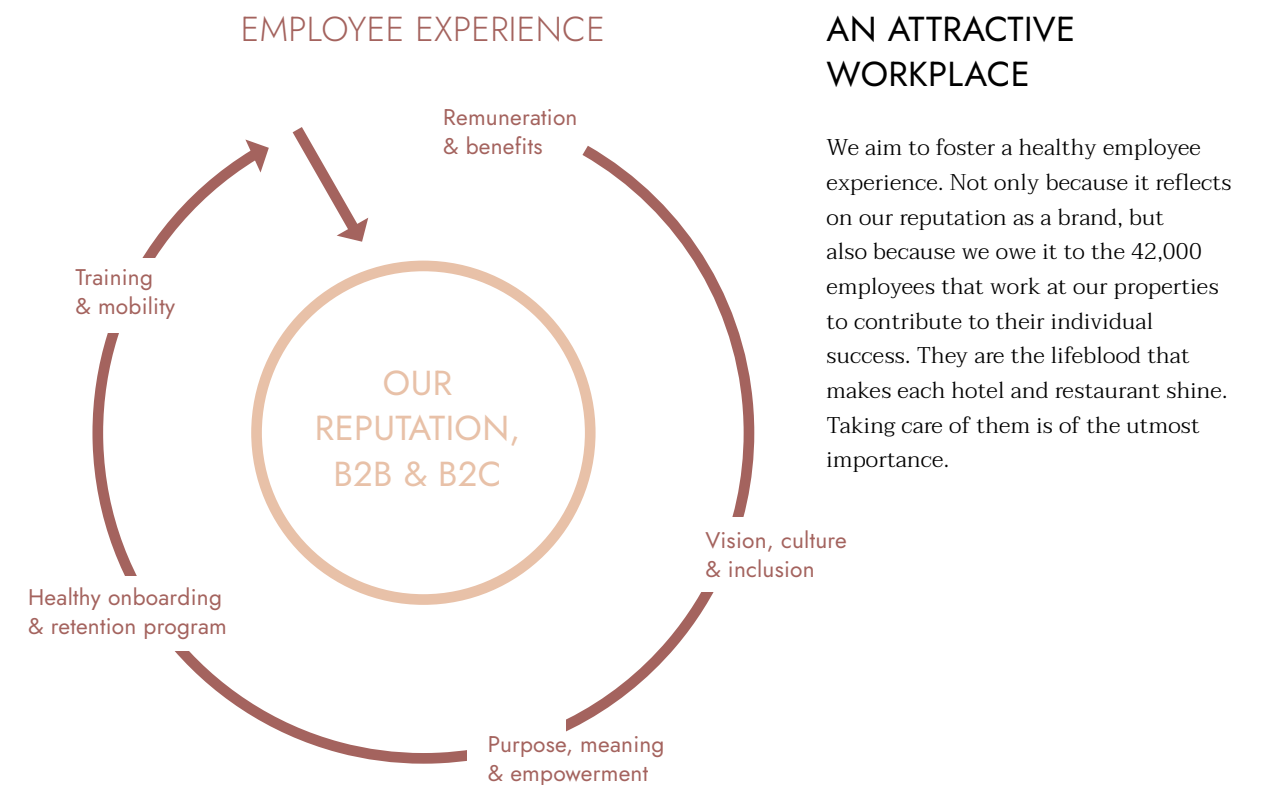 EMPLOYEE EXPERIENCE
Remuneration
& benefits
Vision, culture
& inclusion
Purpose, meaning
& empowerment
Healthy onboarding
& retention program
Training
& mobility
OUR
REPUTATION,
B2B & B2C
AN ATTRACTIVE
WORKPLACE
We aim to foster a healthy employee
experience. Not only because it reflects
on our reputation as a brand, but
also because we owe it to the 42,000
employees that work at our properties
to contribute to their individual
success. They are the lifeblood that
makes each hotel and restaurant shine.
Taking care of them is of the utmost
importance.